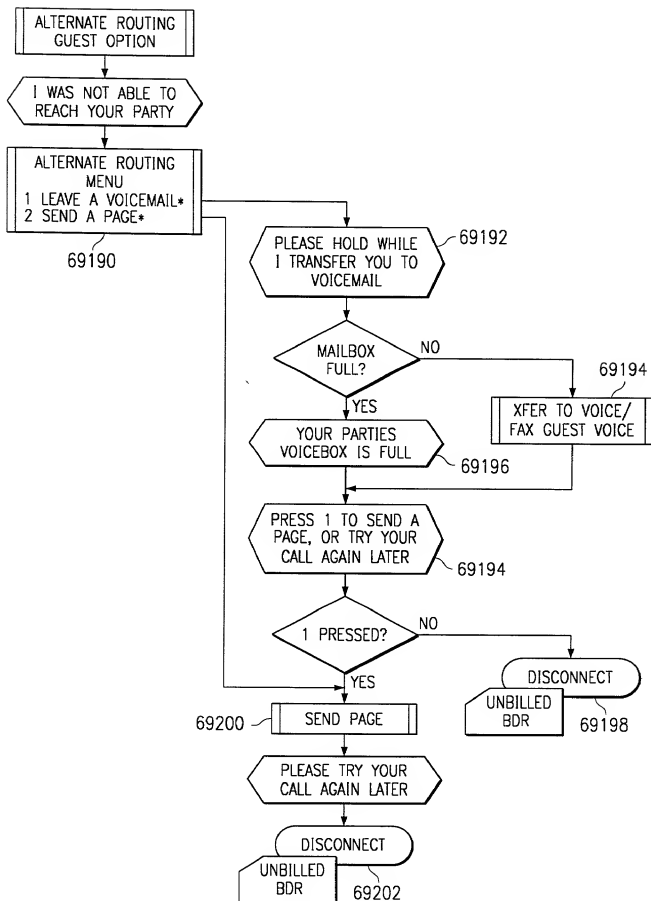 ALTERNATE ROUTING
GUEST OPTION
I WAS NOT ABLE TO
REACH YOUR PARTY
ALTERNATE ROUTING
MENU
1 LEAVE A VOICEMAIL*
2 SEND A PAGE*
69190
PLEASE HOLD WHILE
I TRANSFER YOU TO
VOICEMAIL
69192
MAILBOX
FULL?
NO
YES
69194
XFER TO VOICE/
FAX GUEST VOICE
YOUR PARTIES
VOICEBOX IS FULL
69196
PRESS 1 TO SEND A
PAGE, OR TRY YOUR
CALL AGAIN LATER
69194
1 PRESSED?
NO
YES
DISCONNECT
UNBILLED
BDR
69198
69200
SEND PAGE
PLEASE TRY YOUR
CALL AGAIN LATER
DISCONNECT
UNBILLED
BDR
69202